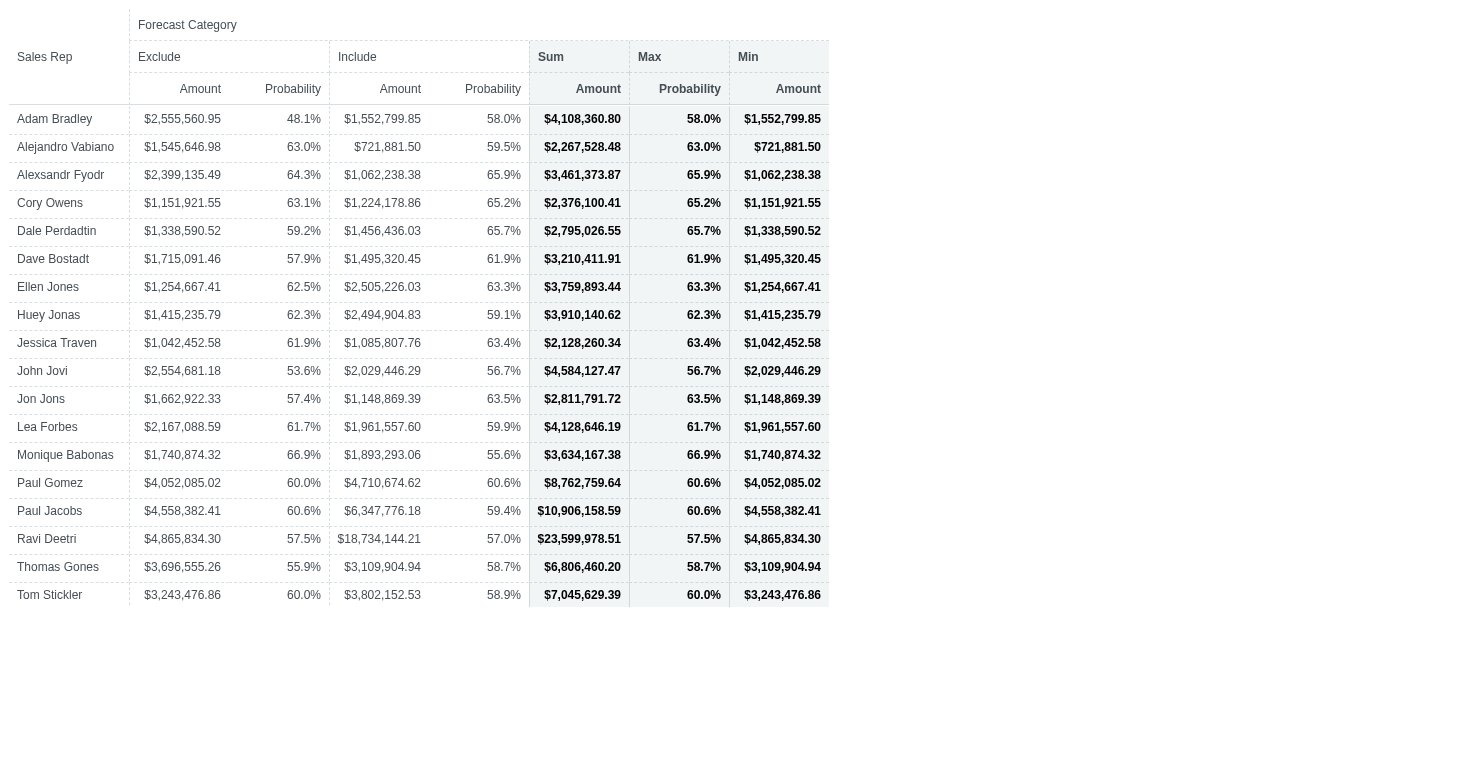 Forecast Category
Sales Rep Exclude Include Sum Max Min
Amount Probability Amount Probability Amount Probability Amount
Adam Bradley $2,555,560.95 48.1% $1,552,799.85 58.0% $4,108,360.80 58.0% $1,552,799.85
Alejandro Vabiano $1,545,646.98 63.0% $721,881.50 59.5% $2,267,528.48 63.0% $721,881.50
Alexsandr Fyodr $2,399,135.49 64.3% $1,062,238.38 65.9% $3,461,373.87 65.9% $1,062,238.38
Cory Owens $1,151,921.55 63.1% $1,224,178.86 65.2% $2,376,100.41 65.2% $1,151,921.55
Dale Perdadtin $1,338,590.52 59.2% $1,456,436.03 65.7% $2,795,026.55 65.7% $1,338,590.52
Dave Bostadt $1,715,091.46 57.9% $1,495,320.45 61.9% $3,210,411.91 61.9% $1,495,320.45
Ellen Jones $1,254,667.41 62.5% $2,505,226.03 63.3% $3,759,893.44 63.3% $1,254,667.41
Huey Jonas $1,415,235.79 62.3% $2,494,904.83 59.1% $3,910,140.62 62.3% $1,415,235.79
Jessica Traven $1,042,452.58 61.9% $1,085,807.76 63.4% $2,128,260.34 63.4% $1,042,452.58
John Jovi $2,554,681.18 53.6% $2,029,446.29 56.7% $4,584,127.47 56.7% $2,029,446.29
Jon Jons $1,662,922.33 57.4% $1,148,869.39 63.5% $2,811,791.72 63.5% $1,148,869.39
Lea Forbes $2,167,088.59 61.7% $1,961,557.60 59.9% $4,128,646.19 61.7% $1,961,557.60
Monique Babonas $1,740,874.32 66.9% $1,893,293.06 55.6% $3,634,167.38 66.9% $1,740,874.32
Paul Gomez $4,052,085.02 60.0% $4,710,674.62 60.6% $8,762,759.64 60.6% $4,052,085.02
Paul Jacobs $4,558,382.41 60.6% $6,347,776.18 59.4% $10,906,158.59 60.6% $4,558,382.41
Ravi Deetri $4,865,834.30 57.5% $18,734,144.21 57.0% $23,599,978.51 57.5% $4,865,834.30
Thomas Gones $3,696,555.26 55.9% $3,109,904.94 58.7% $6,806,460.20 58.7% $3,109,904.94
Tom Stickler $3,243,476.86 60.0% $3,802,152.53 58.9% $7,045,629.39 60.0% $3,243,476.86